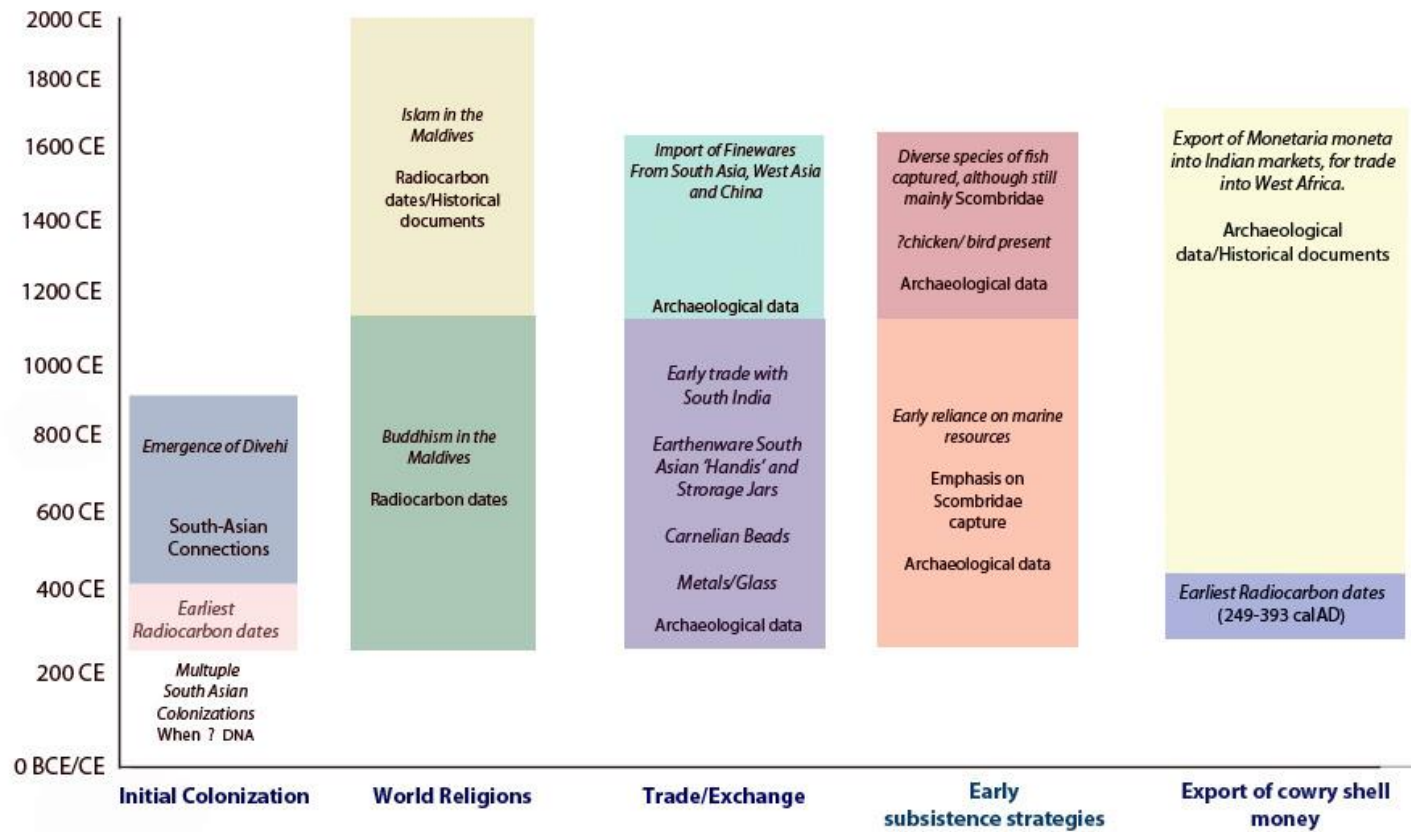 2000 CE
1800 CE
1600 CE
1400 CE
1200 CE
1000 CE
800 CE
600 CE
400 CE
200 CE
0 BCE/CE
Emergence of Divehi
South-Asian
Connections
Earliest
Radiocarbon dates
Multuple
South Asian
Colonizations
When ? DNA
Initial Colonization
Islam in the
Maldives
Radiocarbon
dates/Historical
documents
Buddhism in the
Maldives
Radiocarbon dates
World Religions
Import of Finewares
From South Asia, West Asia
and China
Archaeological data
Early trade with
South India
Earthenware South
Asian ‘Handis’ and
Strorage Jars
Carnelian Beads
Metals/Glass
Archaeological data
Trade/Exchange
Diverse species of fish
captured, although still
mainly Scombridae
?chicken/ bird present
Archaeological data
Early reliance on marine
resources
Emphasis on
Scombridae
capture
Archaeological data
Early
subsistence strategies
Export of Monetaria moneta
into Indian markets, for trade
into West Africa.
Archaeological
data/Historical documents
Earliest Radiocarbon dates
(249-393 calAD)
Export of cowry shell
money